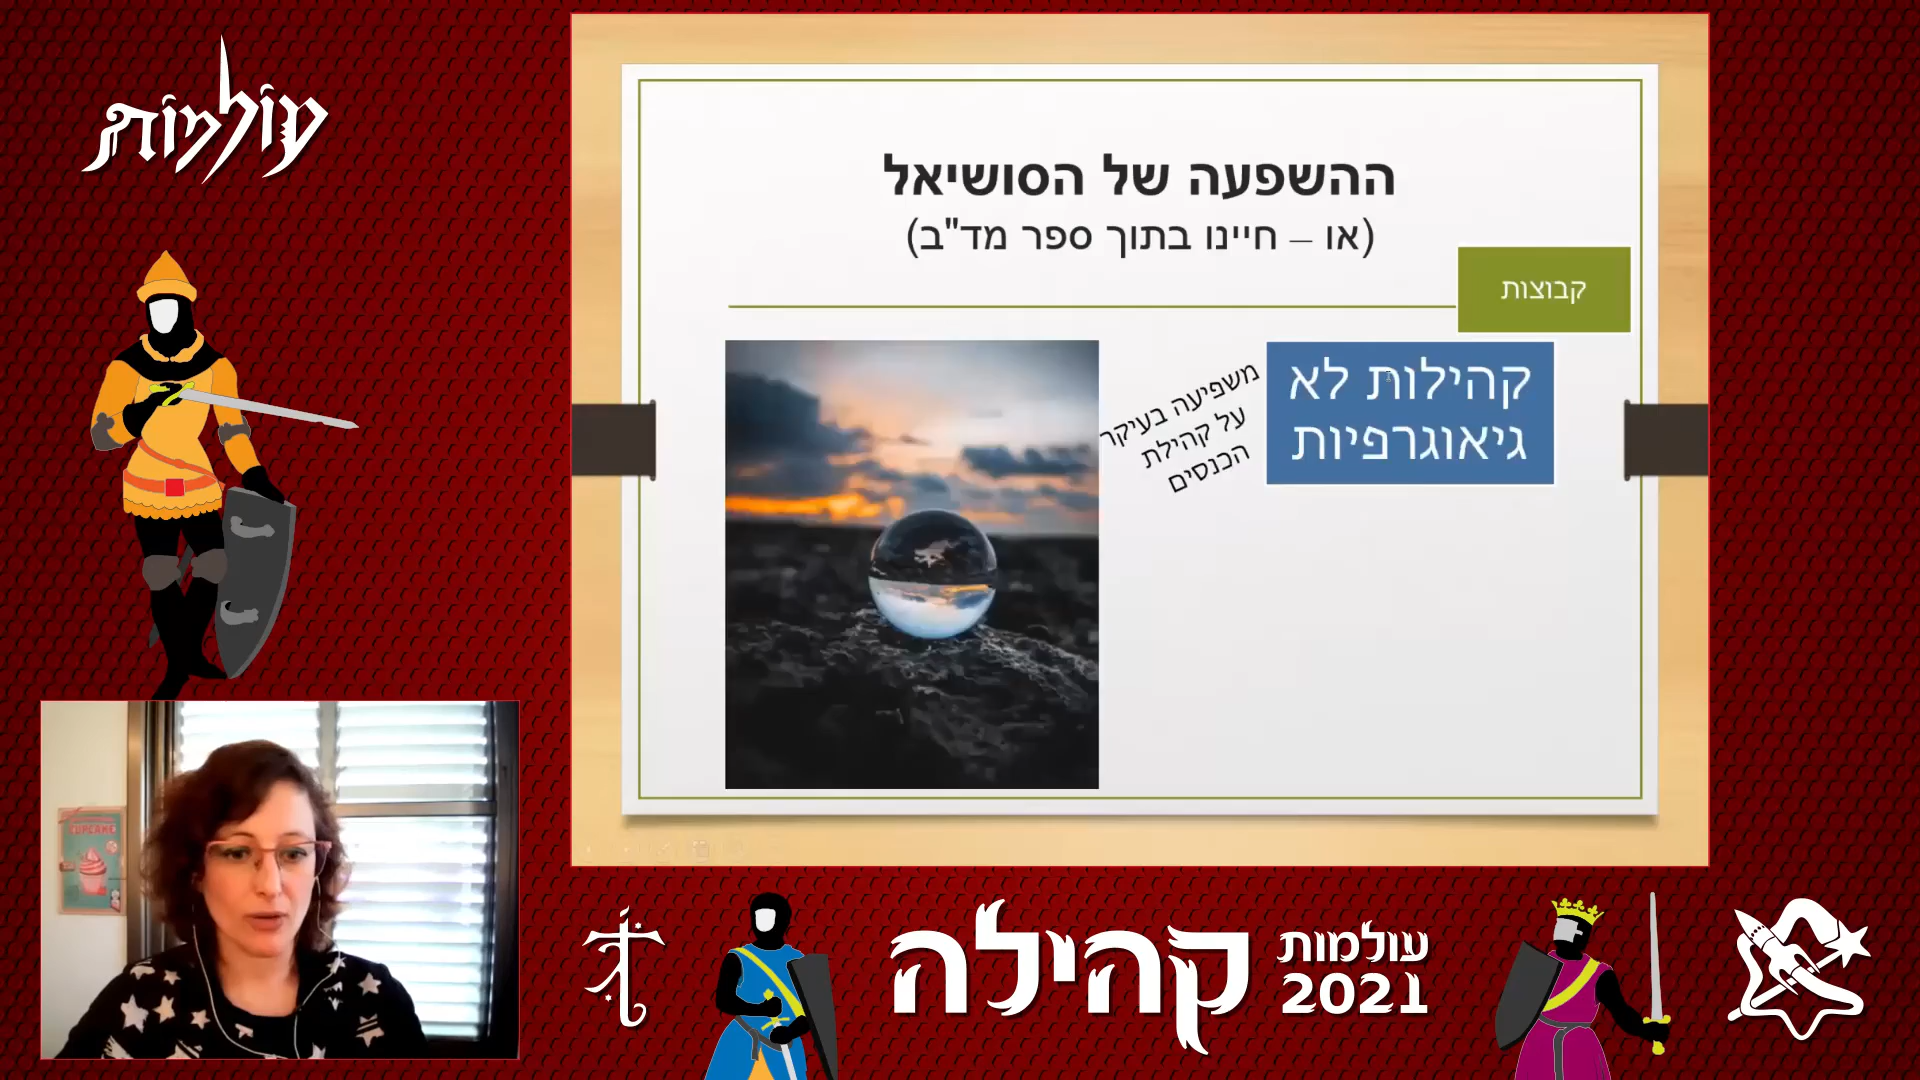 עולמות
ההשפעה של הסושיאל
(או – חיינו בתוך ספר מד"ב)
קבוצות
קהילות לא
גיאוגרפיות
משפיעה בעיקר
על קהילת
הכנסים
CUPCAKE
קהילה
עולמות
2021